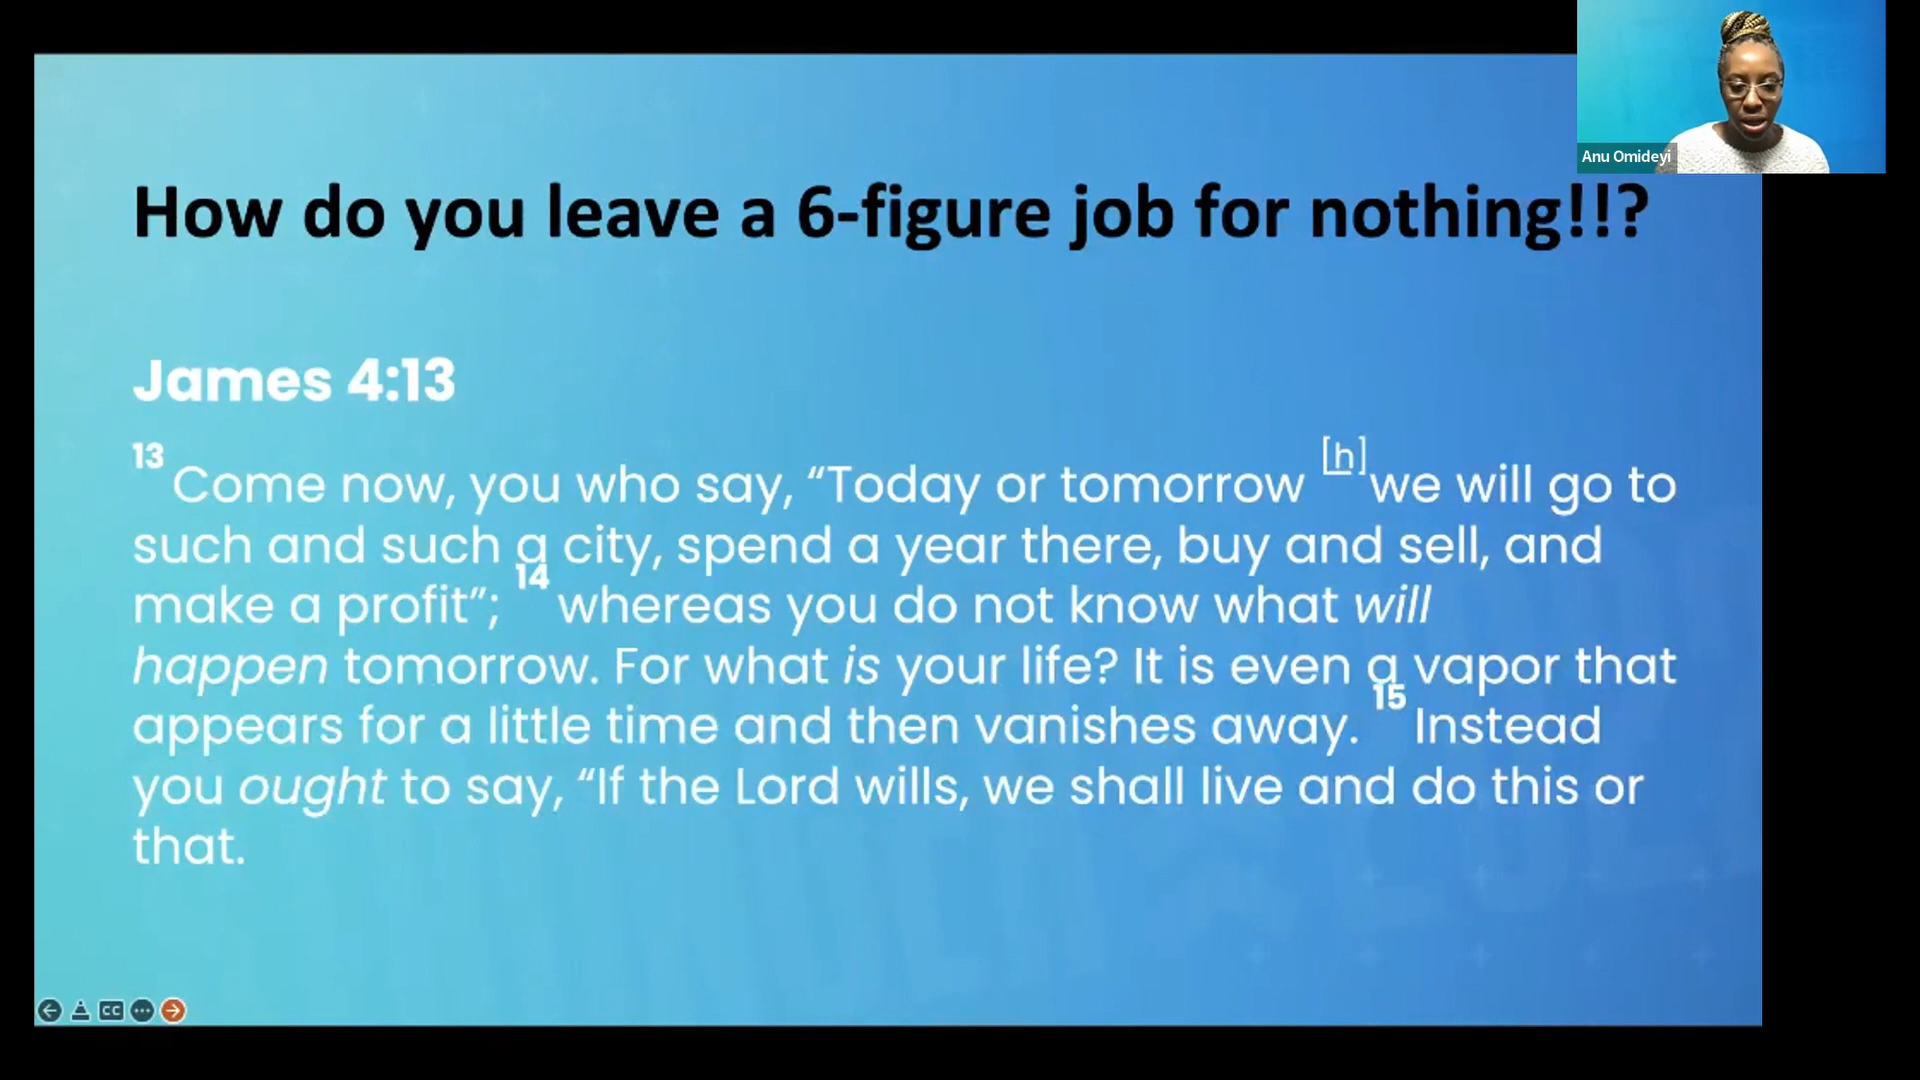 Anu Omideyi
How do you leave a 6-figure job for nothing!!?
James 4:13
13 Come now, you who say, “Today or tomorrow [h]we will go to
such and such a city, spend a year there, buy and sell, and
make a profit”; 14 whereas you do not know what will
happen tomorrow. For what is your life? It is even a vapor that
appears for a little time and then vanishes away. 15 Instead
you ought to say, “If the Lord wills, we shall live and do this or
that.
CC